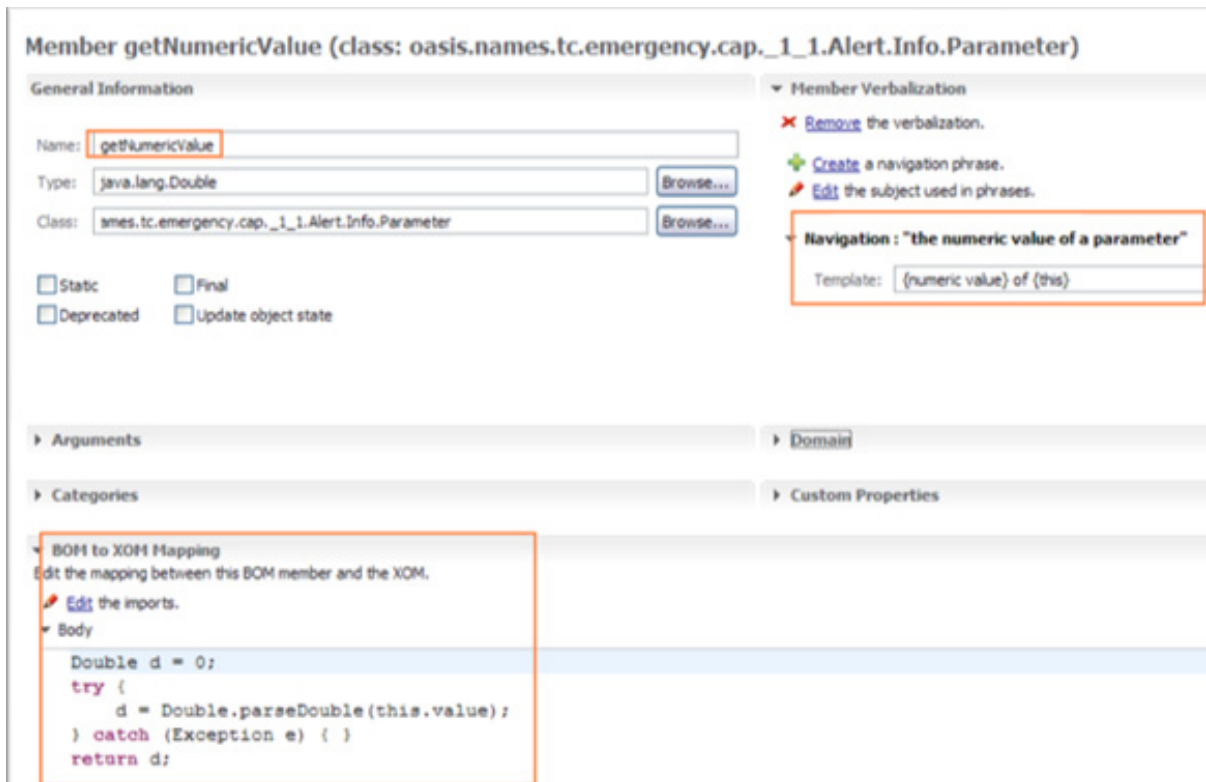 Member getNumericValue (class: oasis.names.tc.emergency.cap._1_1.Alert.Info.Parameter)
General Information
Name: getNumericValue
Type: java.lang.Double Browse...
Class: ames.tc.emergency.cap._1_1.Alert.Info.Parameter Browse...
Static Final
Deprecated Update object state
Member Verbalization
Remove the verbalization.
Create a navigation phrase.
Edit the subject used in phrases.
Navigation : "the numeric value of a parameter"
Template: {numeric value} of {this}
Arguments
Domain
Categories
Custom Properties
BOM to XOM Mapping
Edit the mapping between this BOM member and the XOM.
Edit the imports.
Body
Double d = 0;
try {
d = Double.parseDouble(this.value);
} catch (Exception e) { }
return d;